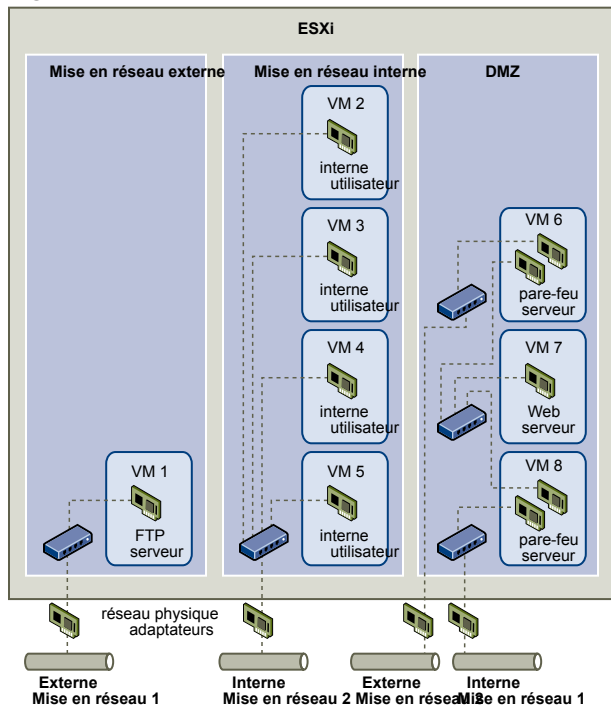 ESXi
Mise en réseau externe
Mise en réseau interne
DMZ
VM 2
interne
utilisateur
VM 3
interne
utilisateur
VM 4
interne
utilisateur
VM 5
interne
utilisateur
VM 6
pare-feu
serveur
VM 7
Web
serveur
VM 8
pare-feu
serveur
VM 1
FTP
serveur
réseau physique
adaptateurs
Externe
Mise en réseau 1
Interne
Mise en réseau 2
Externe
Mise en réseau 2
Interne
Mise en réseau 1